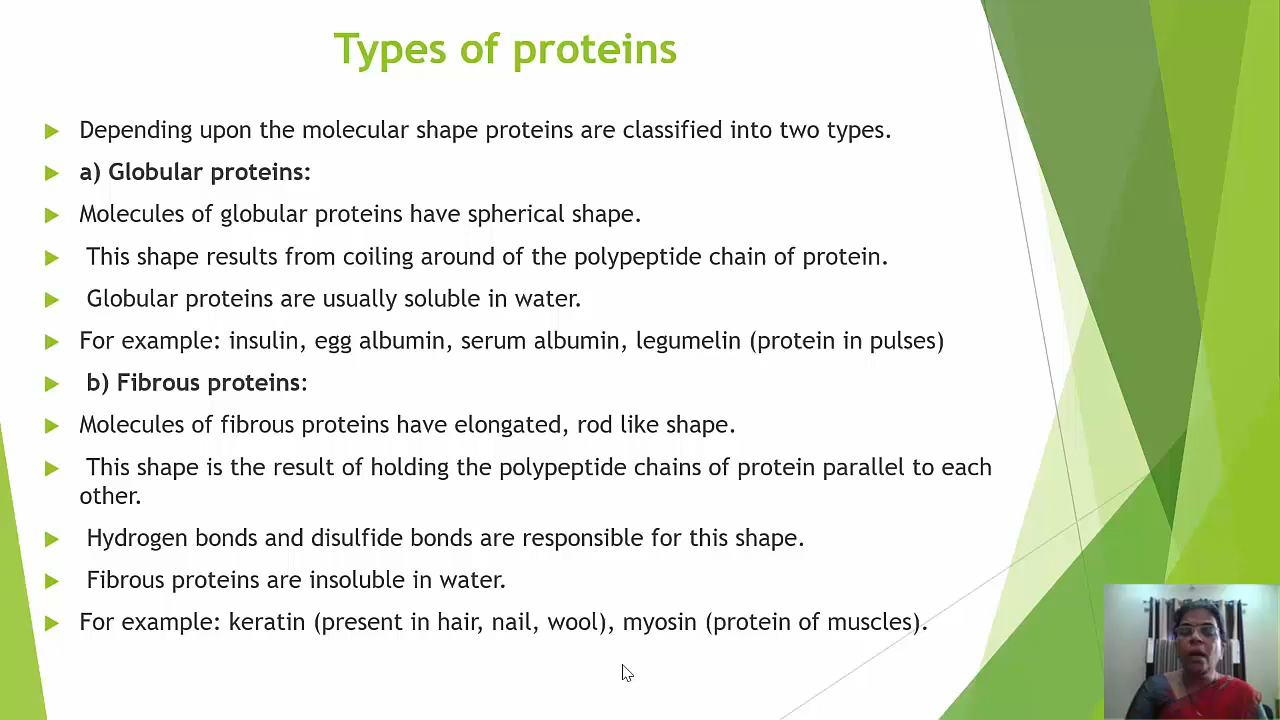 Types of proteins
Depending upon the molecular shape proteins are classified into two types.
a) Globular proteins:
Molecules of globular proteins have spherical shape.
This shape results from coiling around of the polypeptide chain of protein.
Globular proteins are usually soluble in water.
For example: insulin, egg albumin, serum albumin, legumelin (protein in pulses)
b) Fibrous proteins:
Molecules of fibrous proteins have elongated, rod like shape.
This shape is the result of holding the polypeptide chains of protein parallel to each
other.
Hydrogen bonds and disulfide bonds are responsible for this shape.
Fibrous proteins are insoluble in water.
For example: keratin (present in hair, nail, wool), myosin (protein of muscles).